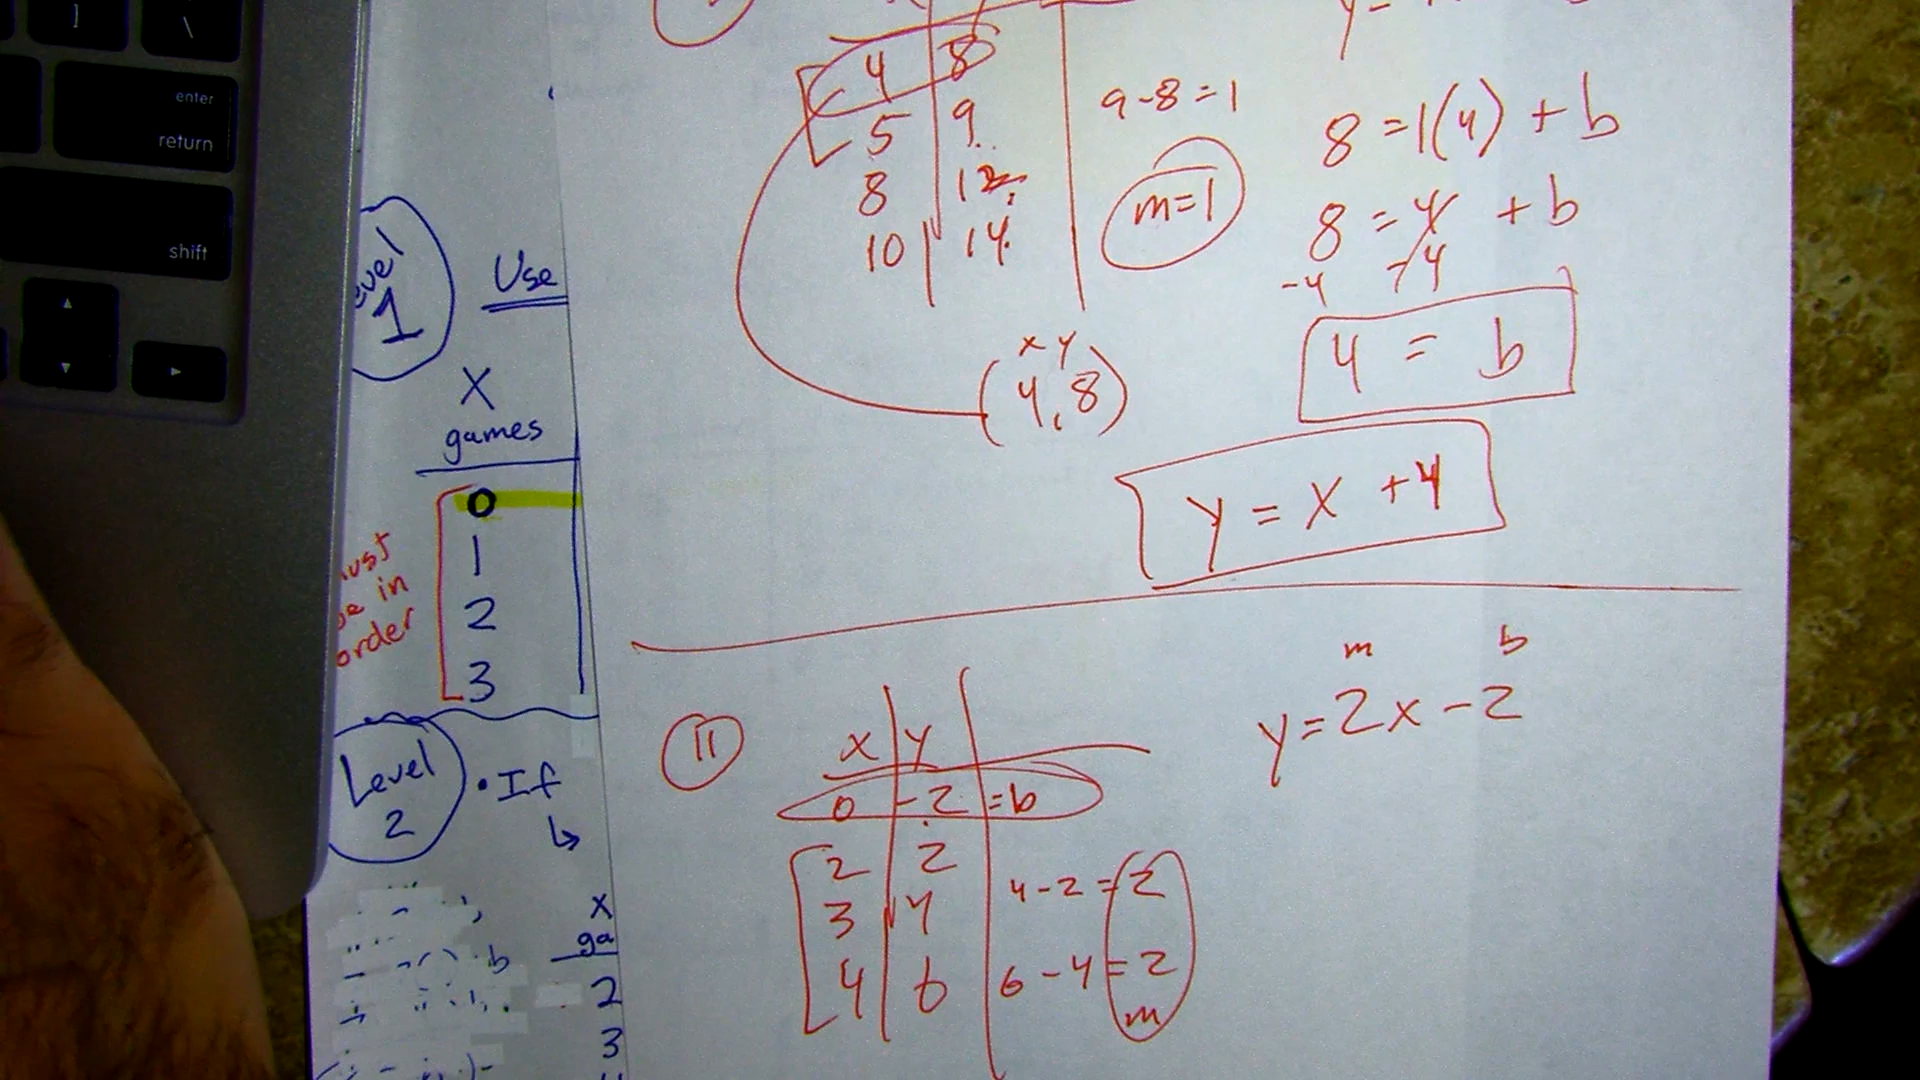 ]
\
enter
return
shift
Level
1
Use
X
games
0
1
2
3
must
be in
order
Level
2
• If
x
ga
2
3
4 8
5 9
8 12
10 14
9 - 8 = 1
m = 1
x y
(4, 8)
8 = 1(4) + b
8 = 4 + b
-4 -4
4 = b
y = x + 4
11
x y
0 -2 = b
2 2
3 4
4 6
4 - 2 = 2
6 - 4 = 2
m
m b
y = 2x - 2